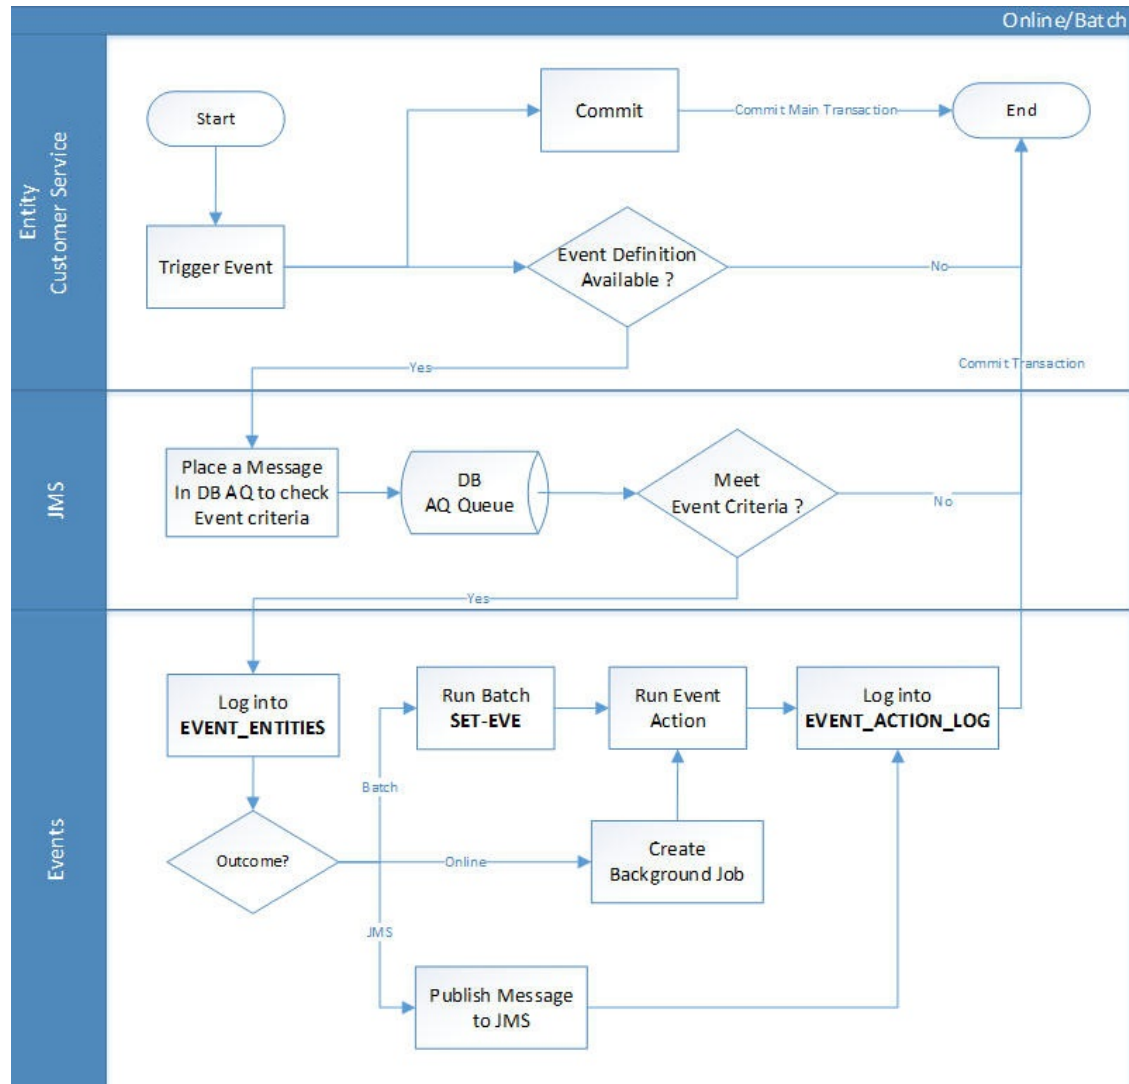 Online/Batch
Entity
Customer Service
Start
Commit
Commit Main Transaction
End
Trigger Event
Event Definition
Available ?
No
Yes
Commit Transaction
JMS
Place a Message
In DB AQ to check
Event criteria
DB
AQ Queue
Meet
Event Criteria ?
No
Yes
Events
Log into
EVENT_ENTITIES
Run Batch
SET-EVE
Run Event
Action
Log into
EVENT_ACTION_LOG
Batch
Outcome?
Online
Create
Background Job
JMS
Publish Message
to JMS